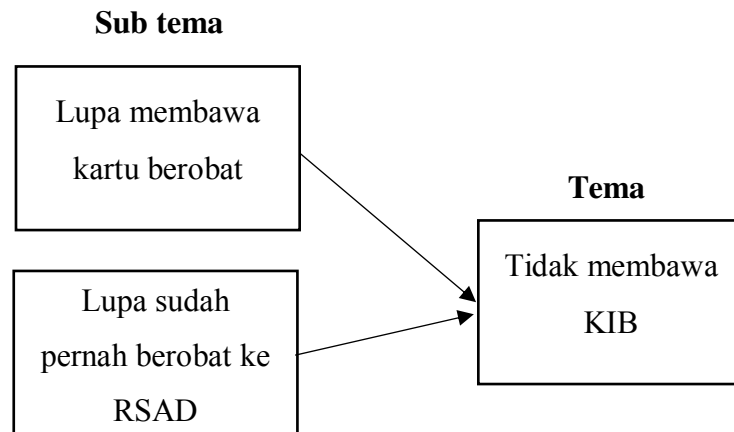 Sub tema
Lupa membawa
kartu berobat
Lupa sudah
pernah berobat ke
RSAD
Tema
Tidak membawa
KIB